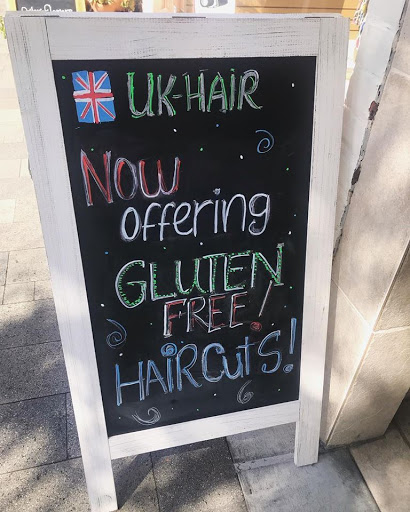 UK-HAIR
NOW
offering
GLUTEN
FREE!
HAIRCuts!